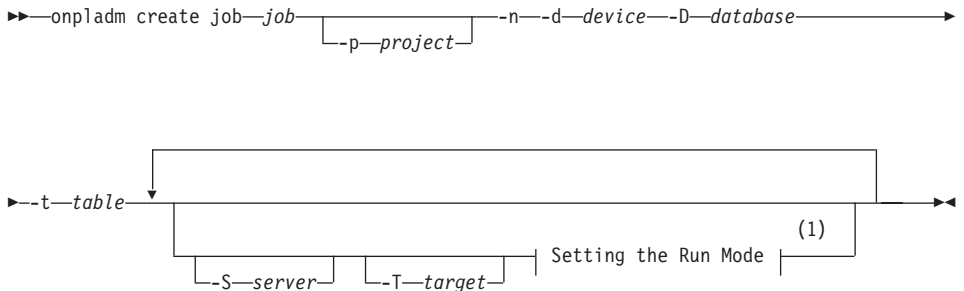 onpladm create job job -n -d device -D database
-p project
-t table
(1)
Setting the Run Mode
-S server -T target